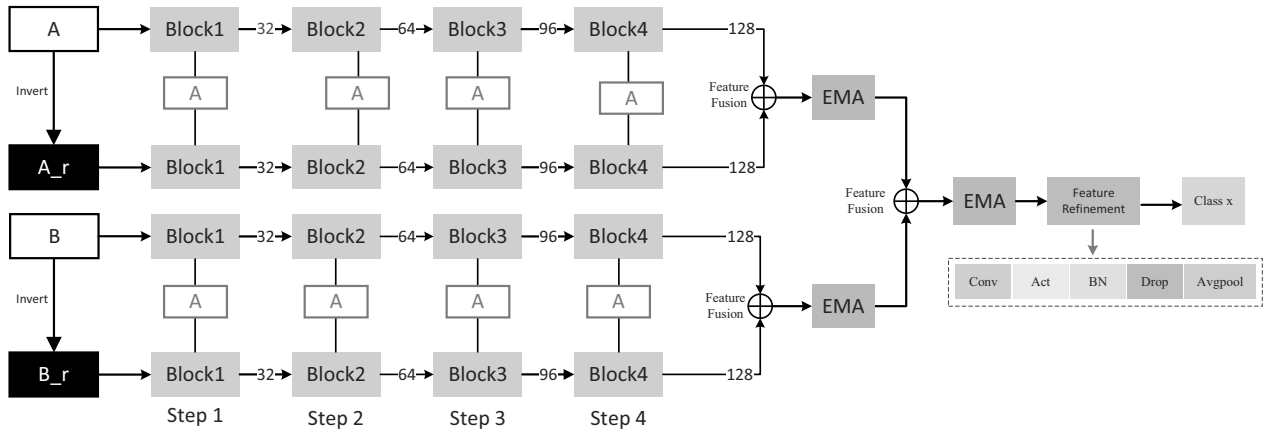 A Block1 32 Block2 64 Block3 96 Block4 128
A A A A
Invert
Feature
Fusion
EMA
A_r Block1 32 Block2 64 Block3 96 Block4 128
Feature
Fusion
EMA
Feature
Refinement
Class x
B Block1 32 Block2 64 Block3 96 Block4 128
Conv Act BN Drop Avgpool
Invert
A A A A
Feature
Fusion
EMA
B_r Block1 32 Block2 64 Block3 96 Block4 128
Step 1 Step 2 Step 3 Step 4